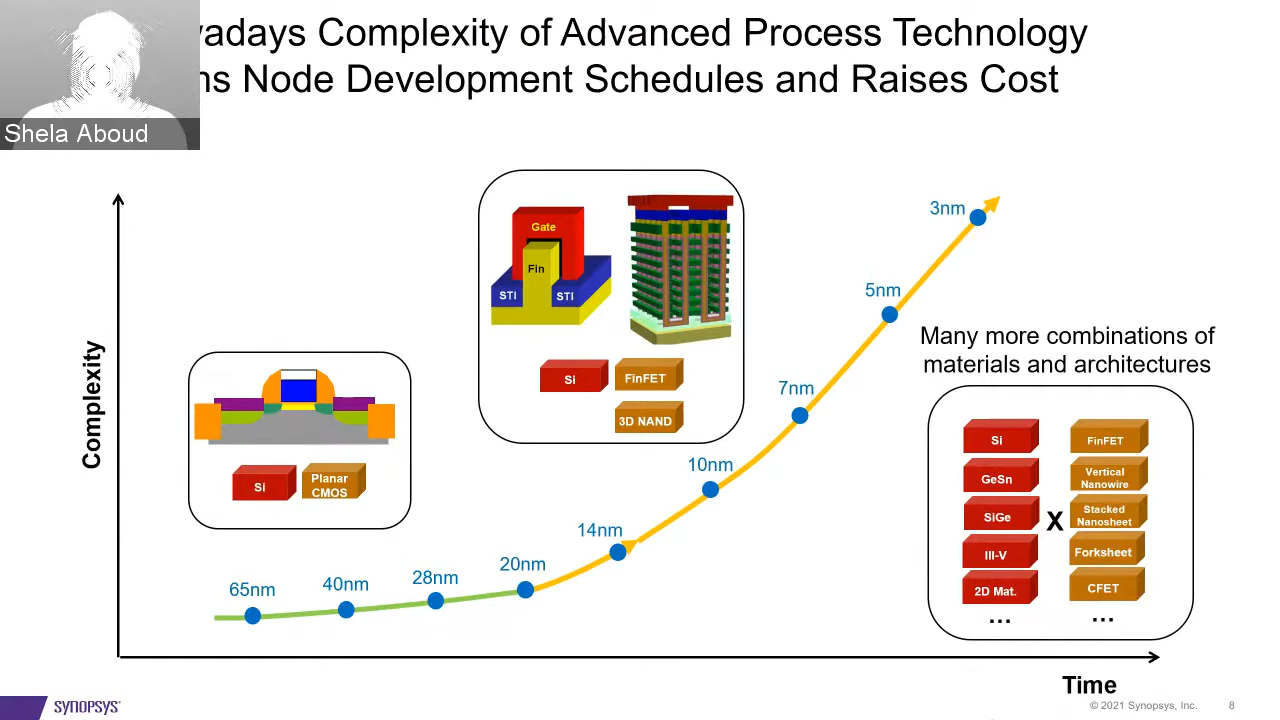 Complexity of Advanced Process Technology
Node Development Schedules and Raises Cost
Shela Aboud
3nm
Gate
Fin
STI
STI
5nm
Many more combinations of
materials and architectures
Complexity
Si
FinFET
7nm
3D NAND
Si
FinFET
10nm
GeSn
Vertical
Nanowire
Si
Planar
CMOS
SiGe
X
Stacked
Nanosheet
14nm
III-V
Forksheet
20nm
28nm
40nm
65nm
2D Mat.
CFET
...
...
Time
SYNOPSYS
© 2021 Synopsys, Inc.
8